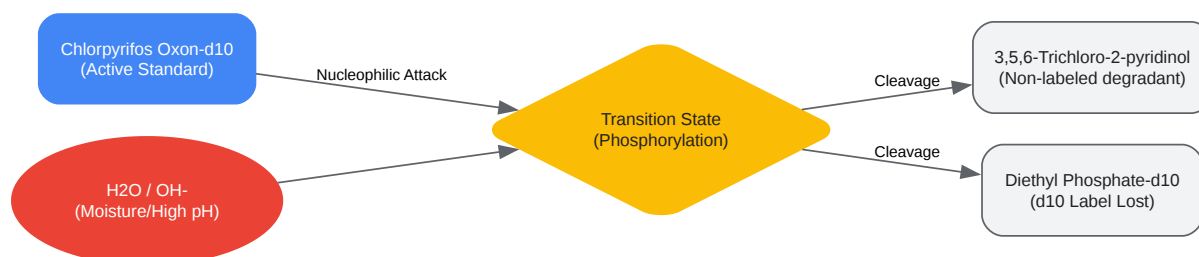 Chlorpyrifos Oxon-d10
(Active Standard)
Nucleophilic Attack
H2O / OH-
(Moisture/High pH)
Transition State
(Phosphorylation)
Cleavage
3,5,6-Trichloro-2-pyridinol
(Non-labeled degradant)
Cleavage
Diethyl Phosphate-d10
(d10 Label Lost)